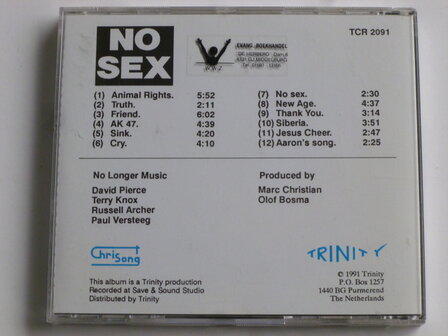 NO
SEX
EVANG. BOEKHANDEL
TCR 2091
(1) Animal Rights. 5:52
(2) Truth. 2:11
(3) Friend. 6:02
(4) AK 47. 4:39
(5) Sink. 4:20
(6) Cry. 4:10
(7) No sex. 2:30
(8) New Age. 4:37
(9) Thank You. 3:14
(10) Siberia. 3:51
(11) Jesus Cheer. 2:47
(12) Aaron's song. 2:25
No Longer Music
David Pierce
Terry Knox
Russell Archer
Paul Versteeg
Produced by
Marc Christian
Olof Bosma
Chrisong
This album is a Trinity production
Recorded at Save & Sound Studio
Distributed by Trinity
TRINITY
© 1991 Trinity
P.O. Box 1257
1440 BG Purmerend
The Netherlands